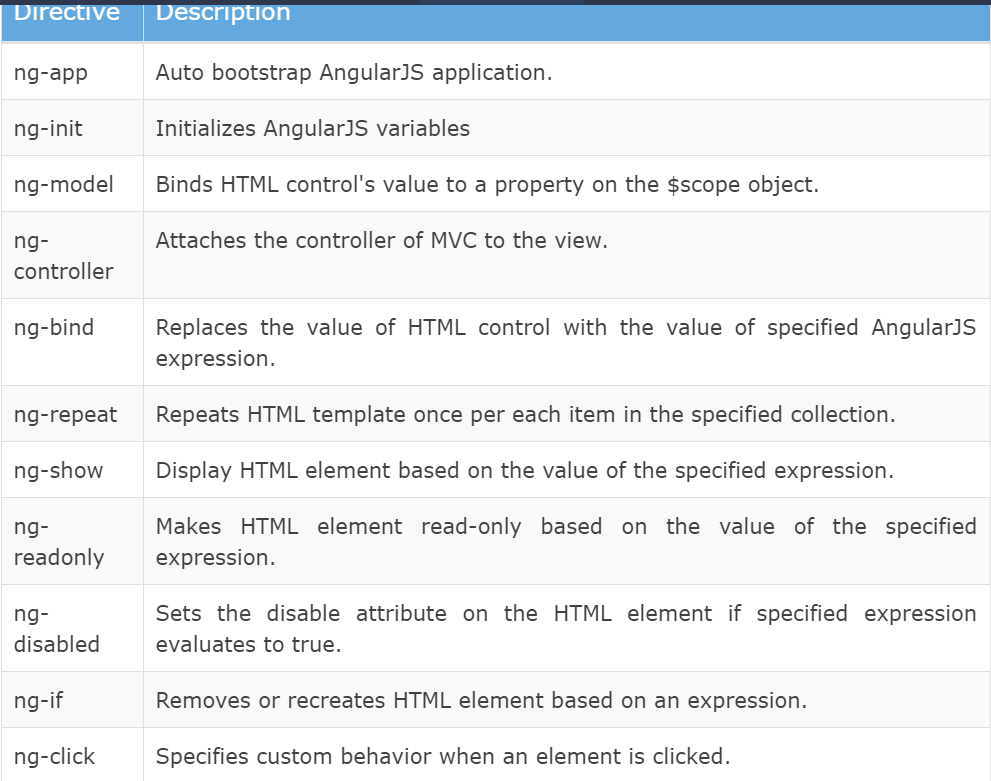 Directive Description
ng-app Auto bootstrap AngularJS application.
ng-init Initializes AngularJS variables
ng-model Binds HTML control's value to a property on the $scope object.
ng- Attaches the controller of MVC to the view.
controller
ng-bind Replaces the value of HTML control with the value of specified AngularJS
expression.
ng-repeat Repeats HTML template once per each item in the specified collection.
ng-show Display HTML element based on the value of the specified expression.
ng- Makes HTML element read-only based on the value of the specified
readonly expression.
ng- Sets the disable attribute on the HTML element if specified expression
disabled evaluates to true.
ng-if Removes or recreates HTML element based on an expression.
ng-click Specifies custom behavior when an element is clicked.